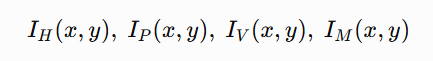 I_H(x, y), I_P(x, y), I_V(x, y), I_M(x, y)